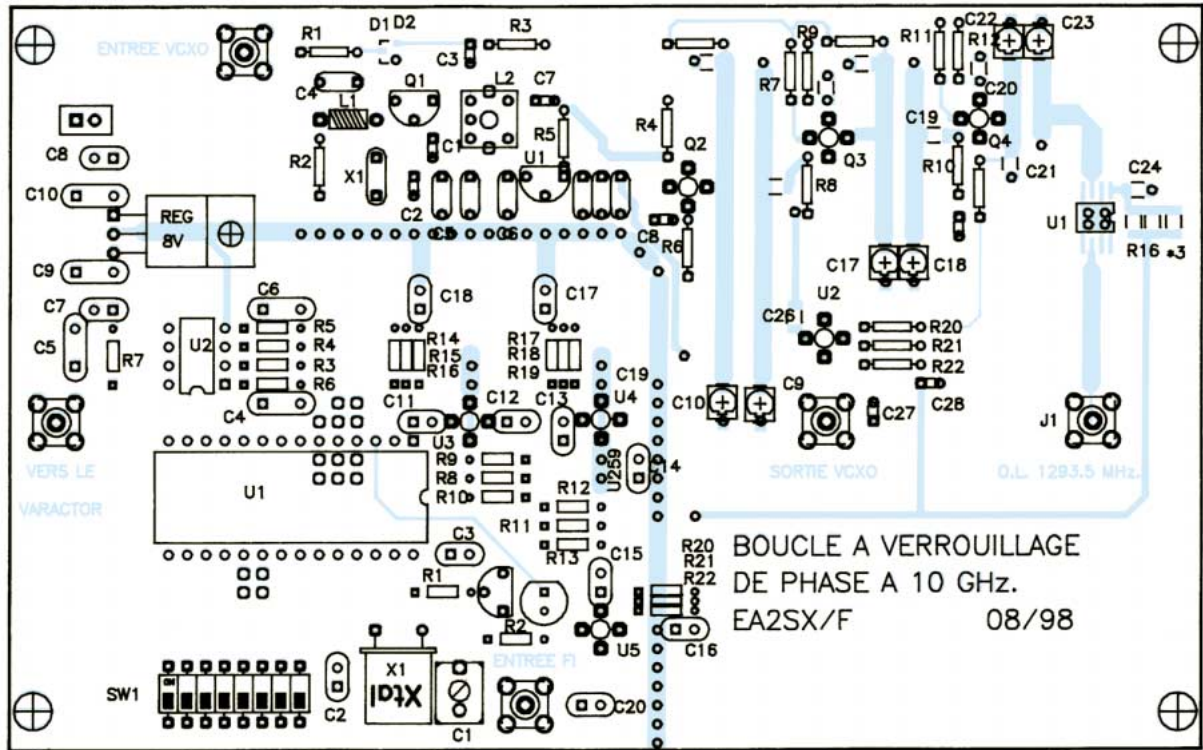 ENTREE VCXO
R1
D1
D2
C3
R3
C4
L1
Q1
L2
C7
R5
R4
Q2
R7
R9
Q3
R8
R11
C22
R12
C23
C2D
C19
Q4
R10
C21
C24
C8
C10
REG
8V
C9
R2
X1
C1
C2
U1
C5
C6
C8
R6
C17
C18
U1
R16 *3
C7
C5
R7
U2
C6
R5
R4
R3
R6
C4
C18
C17
R14
R15
R16
R17
R18
R19
C19
U2
C26
R20
R21
R22
C28
C27
C10
C9
J1
C11
C12
C13
U3
U4
U259
C14
VERS LE
VARACTOR
SORTIE VCXO
O.L. 1293.5 MHz.
U1
R9
R8
R10
R12
R11
R13
C3
C15
R1
R2
R20
R21
R22
U5
C16
BOUCLE A VERROUILLAGE
DE PHASE A 10 GHz.
EA2SX/F 08/98
ENTREE FI
SW1
ON
C2
X1
Xtal
C1
C20